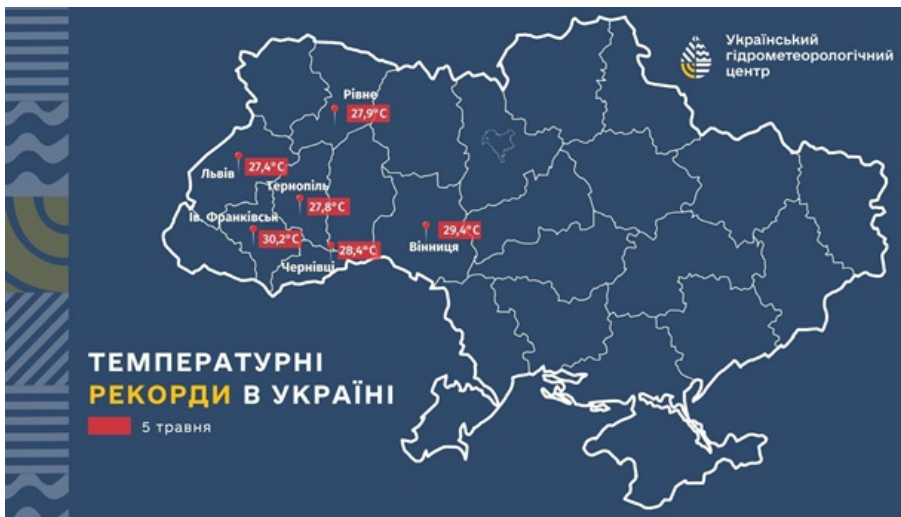 Український
гідрометеорологічний
центр
Рівне
27,9°C
Львів
27,4°C
Тернопіль
27,8°C
Ів. Франківськ
30,2°C
Чернівці
28,4°C
29,4°C
Вінниця
ТЕМПЕРАТУРНІ
РЕКОРДИ В УКРАЇНІ
5 травня